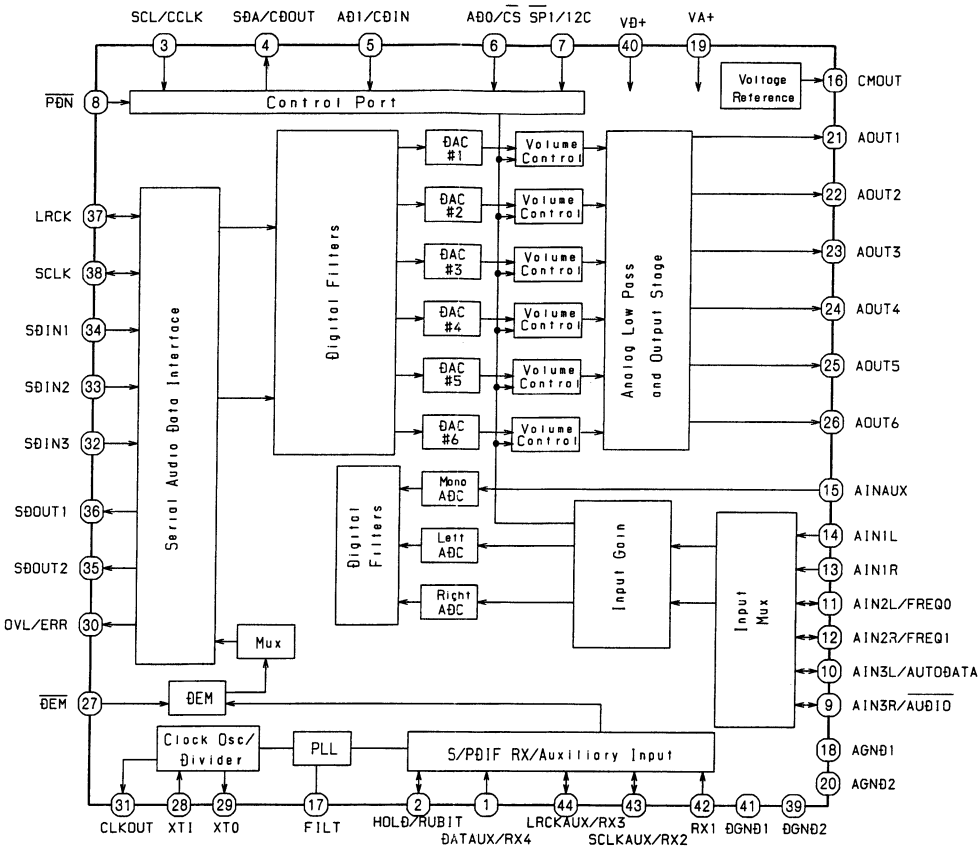 SCL/CCLK
SDA/CDOUT
AD1/CDIN
AD0/CS
SP1/12C
VD+
VA+
3
4
5
6
7
40
19
16
CMOUT
Voltage
Reference
PDN
8
Control Port
DAC
#1
Volume
Control
21
AOUT1
DAC
#2
Volume
Control
22
AOUT2
DAC
#3
Volume
Control
23
AOUT3
DAC
#4
Volume
Control
24
AOUT4
DAC
#5
Volume
Control
25
AOUT5
DAC
#6
Volume
Control
26
AOUT6
Digital Filters
Analog Low Pass
and Output Stage
Serial Audio Data Interface
LRCK
37
SCLK
38
SDIN1
34
SDIN2
33
SDIN3
32
SDOUT1
36
SDOUT2
35
OVL/ERR
30
Digital
Filters
Mono
ADC
Left
ADC
Right
ADC
Input Gain
Input
Mux
15
AINAUX
14
AIN1L
13
AIN1R
11
AIN2L/FREQ0
12
AIN2R/FREQ1
10
AIN3L/AUTODATA
9
AIN3R/AUDIO
18
AGND1
20
AGND2
Mux
DEM
27
DEM
Clock Osc/
Divider
PLL
S/PDIF RX/Auxiliory Input
31
28
29
17
2
1
44
43
42
41
39
CLKOUT
XTI
XTO
FILT
HOLD/RUBIT
DATAUX/RX4
LRCKAUX/RX3
SCLKAUX/RX2
RX1
DGND1
DGND2